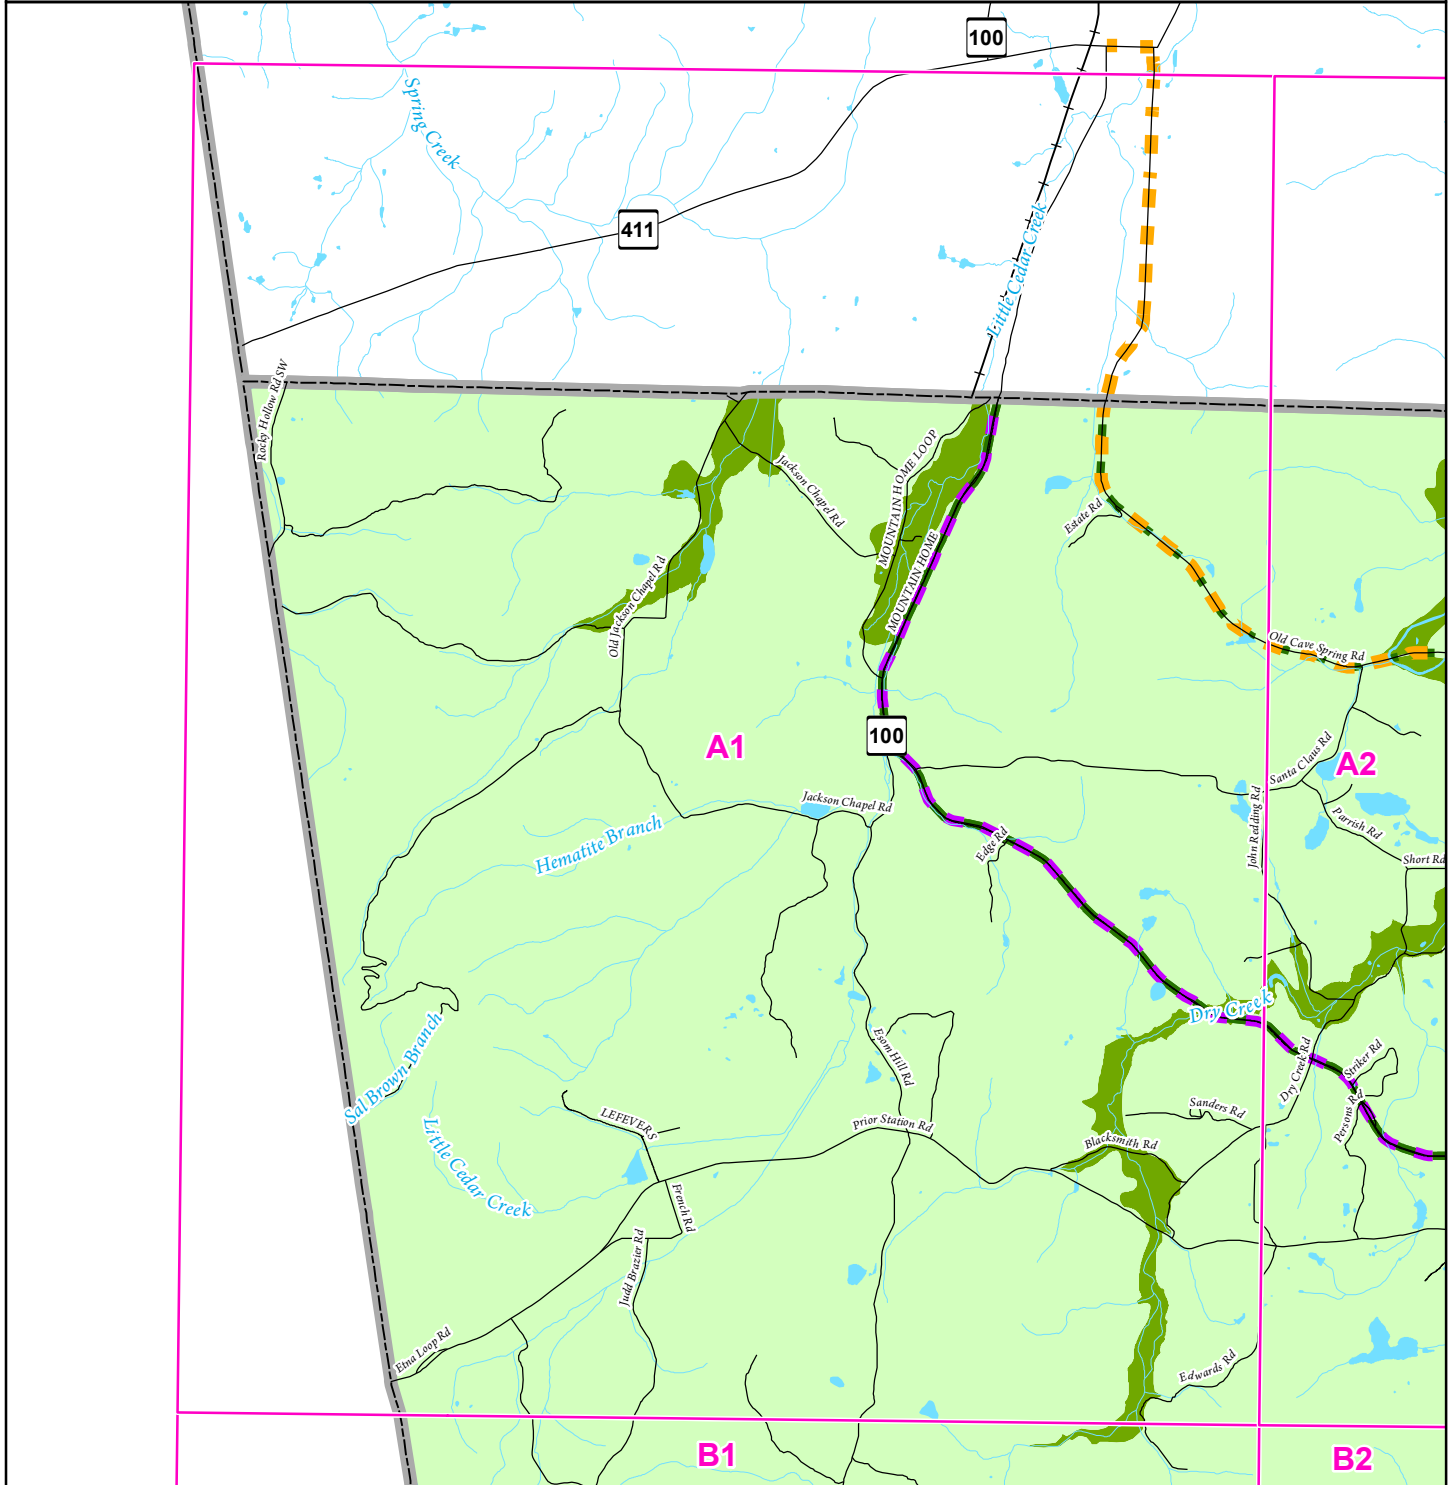 100
Spring Creek
411
Little Cedar Creek
Rocky Hollow Rd SW
Jackson Chapel Rd
MOUNTAIN HOME LOOP
MOUNTAIN HOME
Estate Rd
Old Jackson Chapel Rd
Old Cave Spring Rd
100
A1
A2
Santa Claus Rd
John Redding Rd
Parrish Rd
Short Rd
Jackson Chapel Rd
Hematite Branch
Edge Rd
Dry Creek
Sal Brown Branch
Esom Hill Rd
Dry Creek Rd
Striker Rd
Persons Rd
Sanders Rd
LEFEVERS
Prior Station Rd
Blacksmith Rd
Little Cedar Creek
French Rd
Judd Brazier Rd
Etna Loop Rd
Edwards Rd
B1
B2